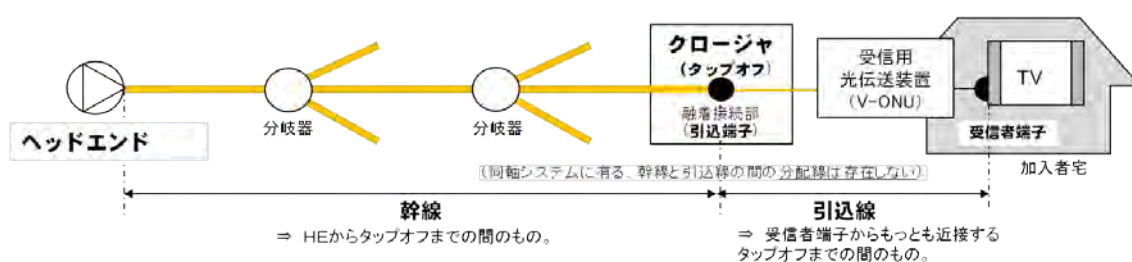 クロージャ
(タップオフ)
融着接続部
(引込端子)
受信用
光伝送装置
(V-ONU)
TV
受信者端子
加入者宅
ヘッドエンド
分岐器
分岐器
(同軸システムに有る、幹線と引込線の間の分配線は存在しない)
幹線
⇒ HEからタップオフまでの間のもの。
引込線
⇒ 受信者端子からもっとも近接する
タップオフまでの間のもの。